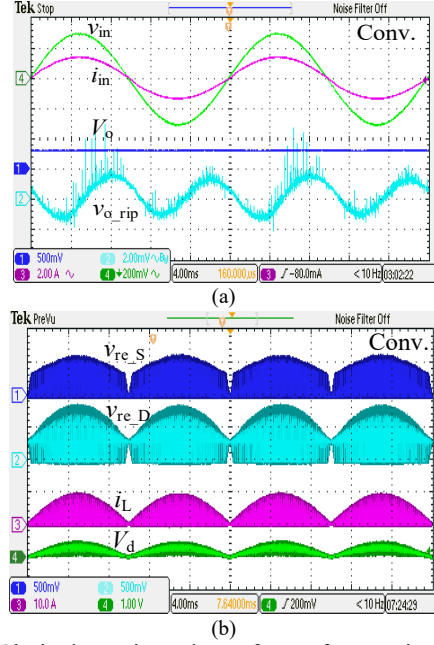 Tek Stop Noise Filter Off
Conv.
v_in
i_in
4
V_o
1
2
v_o_rip
1 500mV 2 2.00mV∿Bw
3 2.00 A ∿ 4 200mV ∿ 4.00ms 160.000µs 3 ∫ -80.0mA <10 Hz 03:02:22
(a)
Tek PreVu Noise Filter Off
Conv.
v_re_S
1
v_re_D
2
i_L
3
V_d
4
1 500mV 2 500mV
3 10.0 A 4 1.00 V 4.00ms 7.64000ms 4 ∫ 200mV <10 Hz 07:24:29
(b)